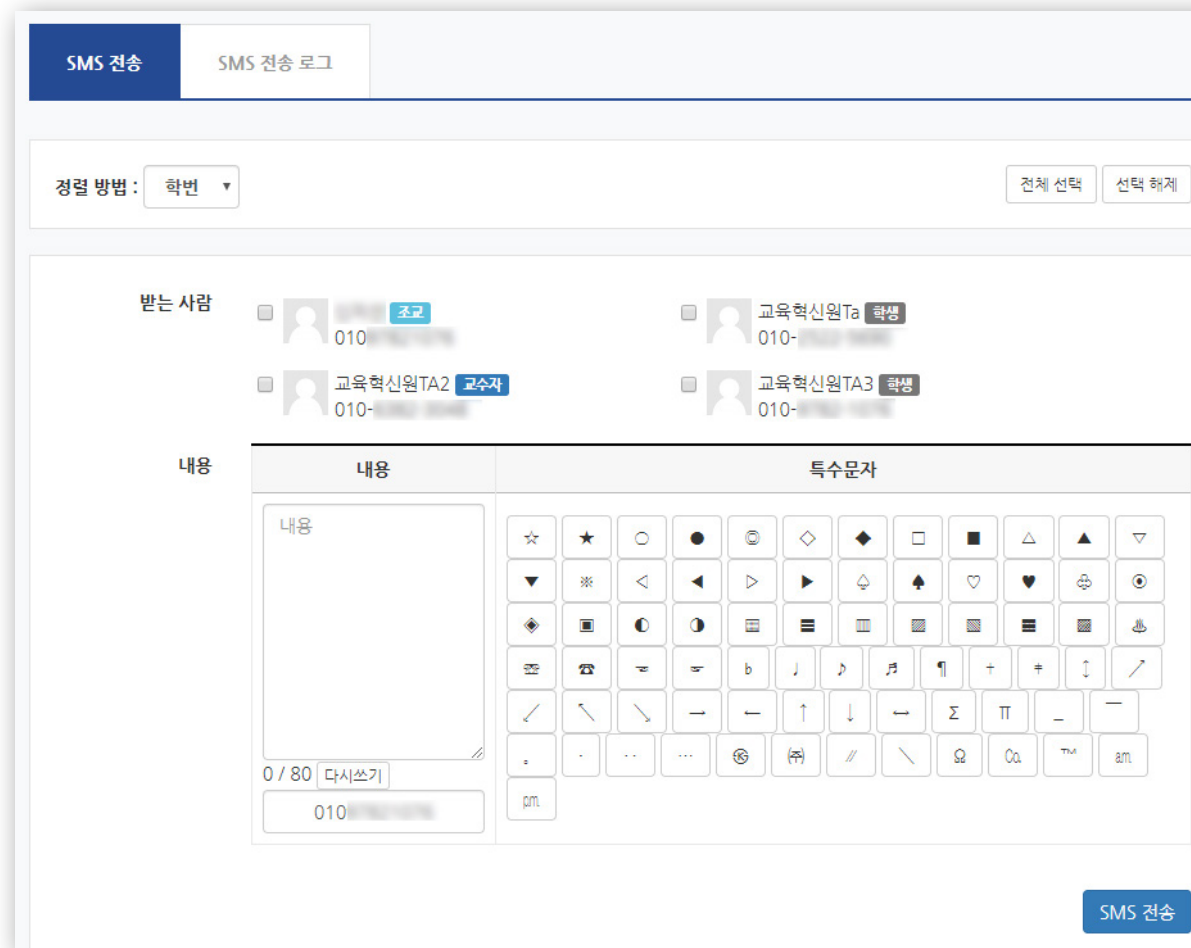 SMS 전송 SMS 전송 로그
정렬 방법 : 학번 ▼ 전체 선택 선택 해제
받는 사람
조교 교육혁신원Ta 학생
010 010-
교육혁신원TA2 교수자 교육혁신원TA3 학생
010- 010-
내용 내용 특수문자
내용
☆ ★ ○ ● ◎ ◇ ◆ □ ■ △ ▲ ▽
▼ ※ ◁ ◀ ▷ ▶ ♤ ♠ ♡ ♥ ♧ ⊙
◈ ▣ ◐ ◑ ▤ ▥ ▨ ▧ ▦ ▩ ♨
☏ ☎ ☜ ☞ ♭ ♩ ♪ ♬ ¶ † ‡ ↕ ↗
↙ ↖ ↘ → ← ↑ ↓ ↔ Σ Π _ ￣
。 · ‥ … ㉿ ㈜ ∥ ＼ Ω ㏇ ™ ㏂
㏘
0 / 80 다시쓰기
010
SMS 전송